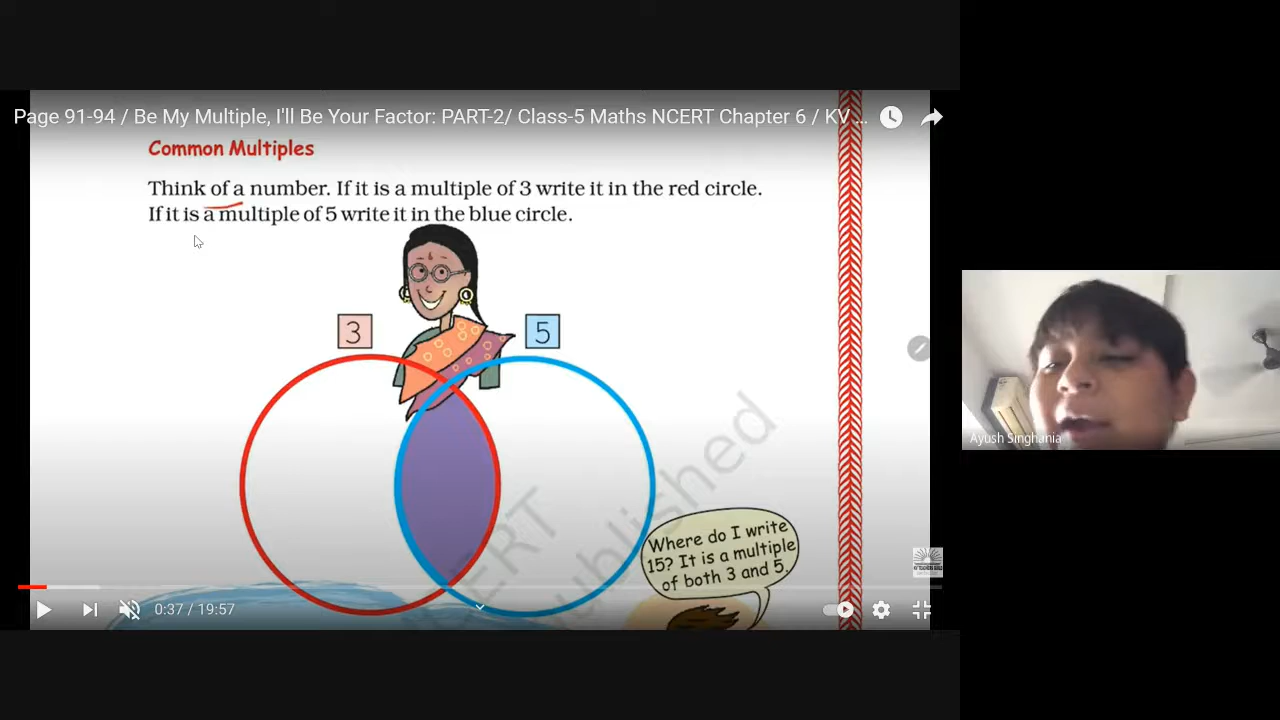 Page 91-94 / Be My Multiple, I'll Be Your Factor: PART-2/ Class-5 Maths NCERT Chapter 6 / KV ...
Common Multiples
Think of a number. If it is a multiple of 3 write it in the red circle.
If it is a multiple of 5 write it in the blue circle.
3
5
Where do I write
15? It is a multiple
of both 3 and 5.
Ayush Singhania
0:37 / 19:57